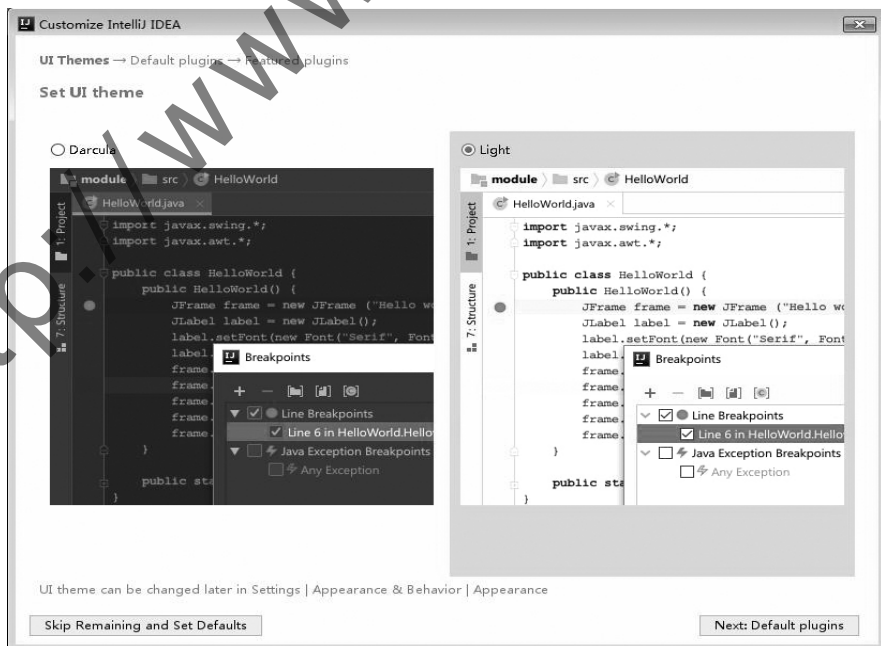 Customize IntelliJ IDEA
UI Themes → Default plugins → Featured plugins
Set UI theme
Darcula
module src HelloWorld
1: Project
7: Structure
HelloWorld.java
import javax.swing.*;
import javax.awt.*;
public class HelloWorld {
public HelloWorld() {
JFrame frame = new JFrame ("Hello wo
JLabel label = new JLabel();
label.setFont(new Font("Serif", Font
label.
frame.
frame.
frame.
frame.
frame.
}
public sta
}
Breakpoints
Line Breakpoints
Line 6 in HelloWorld.Hello
Java Exception Breakpoints
Any Exception
Light
module src HelloWorld
1: Project
7: Structure
HelloWorld.java
import javax.swing.*;
import javax.awt.*;
public class HelloWorld {
public HelloWorld() {
JFrame frame = new JFrame ("Hello wo
JLabel label = new JLabel();
label.setFont(new Font("Serif", Font
label.
frame.
frame.
frame.
frame.
frame.
}
public sta
}
Breakpoints
Line Breakpoints
Line 6 in HelloWorld.Hello
Java Exception Breakpoints
Any Exception
UI theme can be changed later in Settings | Appearance & Behavior | Appearance
Skip Remaining and Set Defaults
Next: Default plugins
tp://www